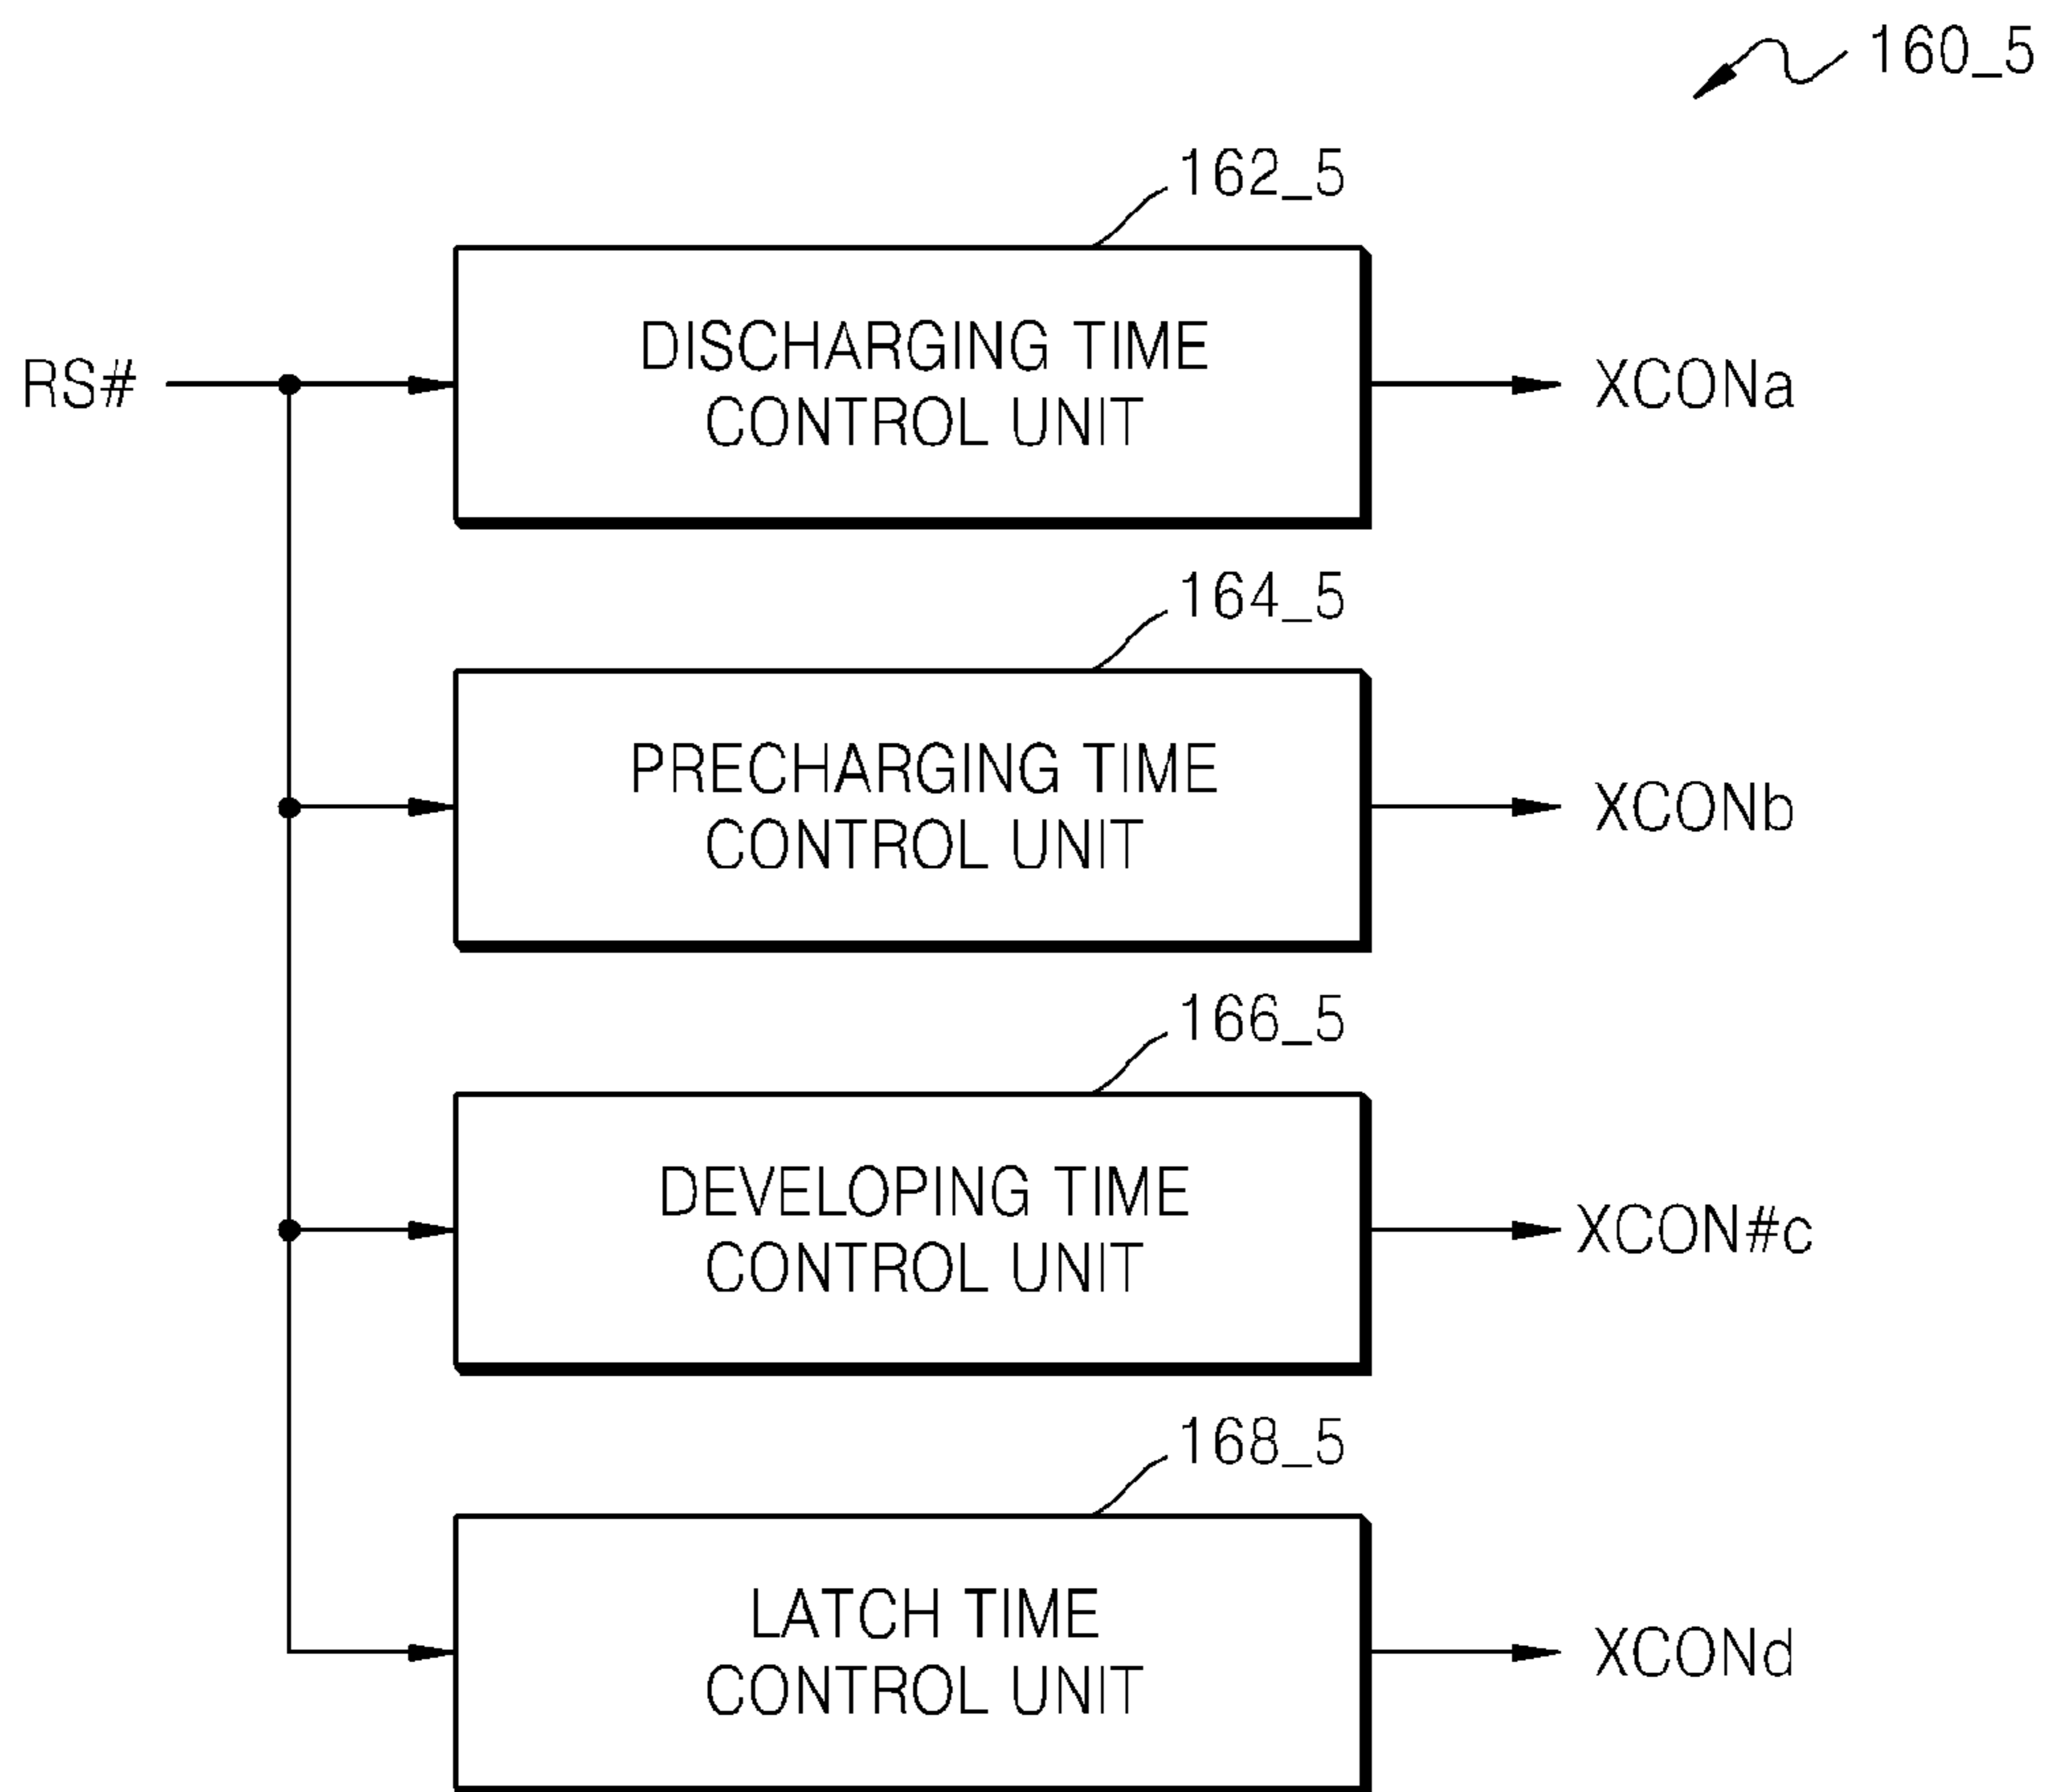 160_5
162_5
DISCHARGING TIME
CONTROL UNIT
RS#
XCONa
164_5
PRECHARGING TIME
CONTROL UNIT
XCONb
166_5
DEVELOPING TIME
CONTROL UNIT
XCON#c
168_5
LATCH TIME
CONTROL UNIT
XCONd